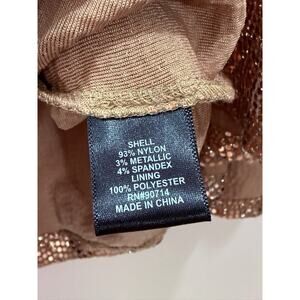 SHELL
93% NYLON
3% METALLIC
4% SPANDEX
LINING
100% POLYESTER
RN#90714
MADE IN CHINA